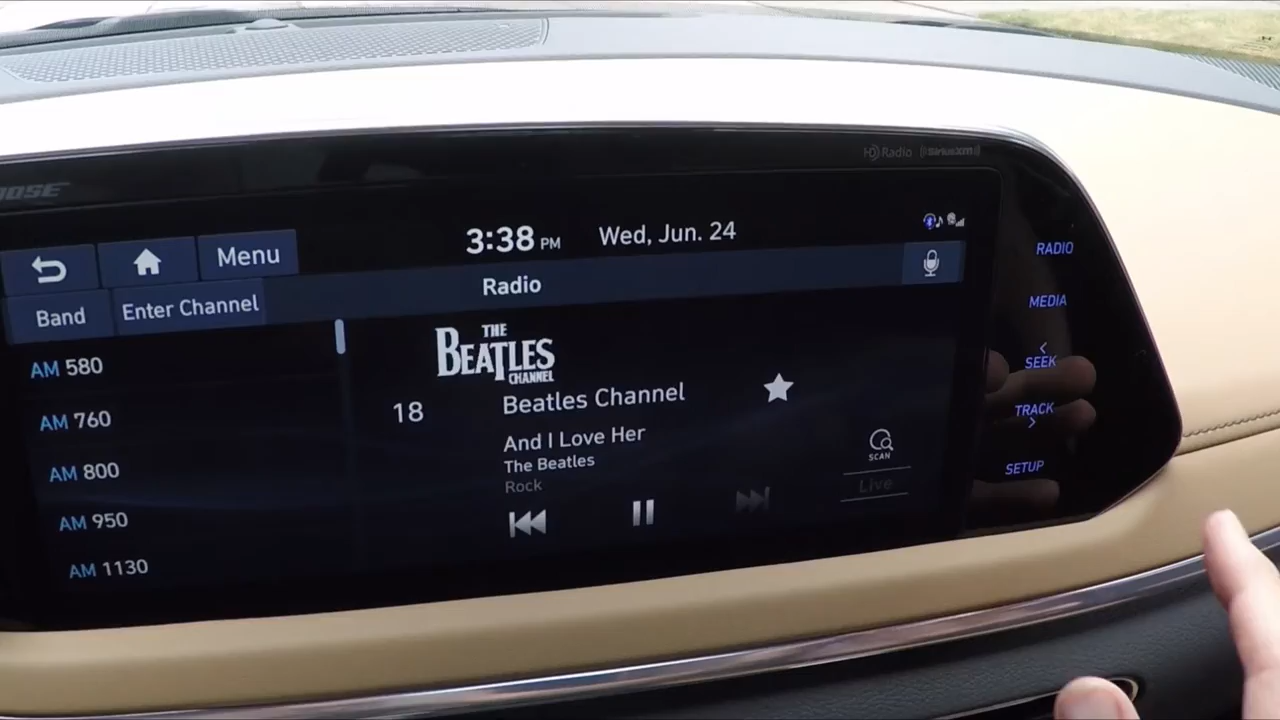 HD Radio SiriusXM
BOSE
3:38 PM Wed, Jun. 24
Menu
Radio
Band Enter Channel
RADIO
MEDIA
< SEEK
TRACK >
SETUP
AM 580
AM 760
AM 800
AM 950
AM 1130
THE
BEATLES
CHANNEL
18 Beatles Channel
And I Love Her
The Beatles
Rock
SCAN
Live